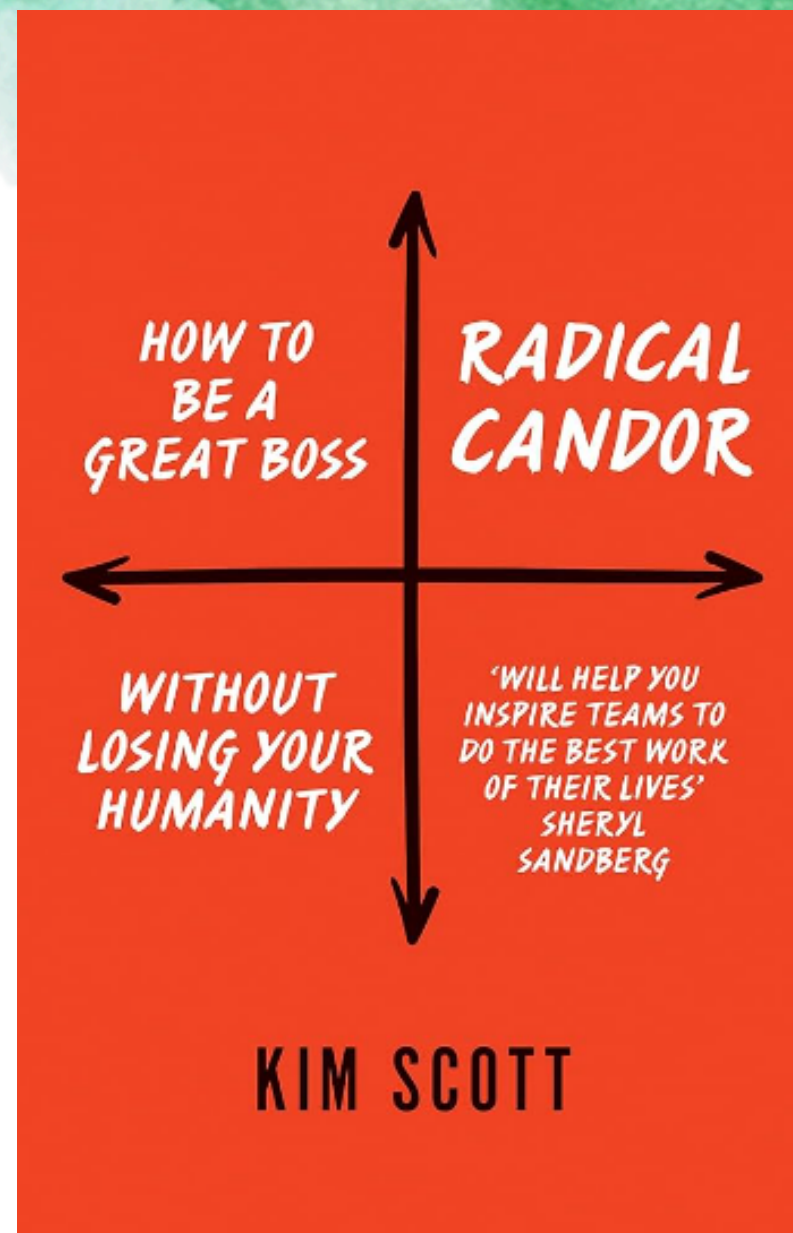 HOW TO
BE A
GREAT BOSS
RADICAL
CANDOR
WITHOUT
LOSING YOUR
HUMANITY
‘WILL HELP YOU
INSPIRE TEAMS TO
DO THE BEST WORK
OF THEIR LIVES’
SHERYL
SANDBERG
KIM SCOTT